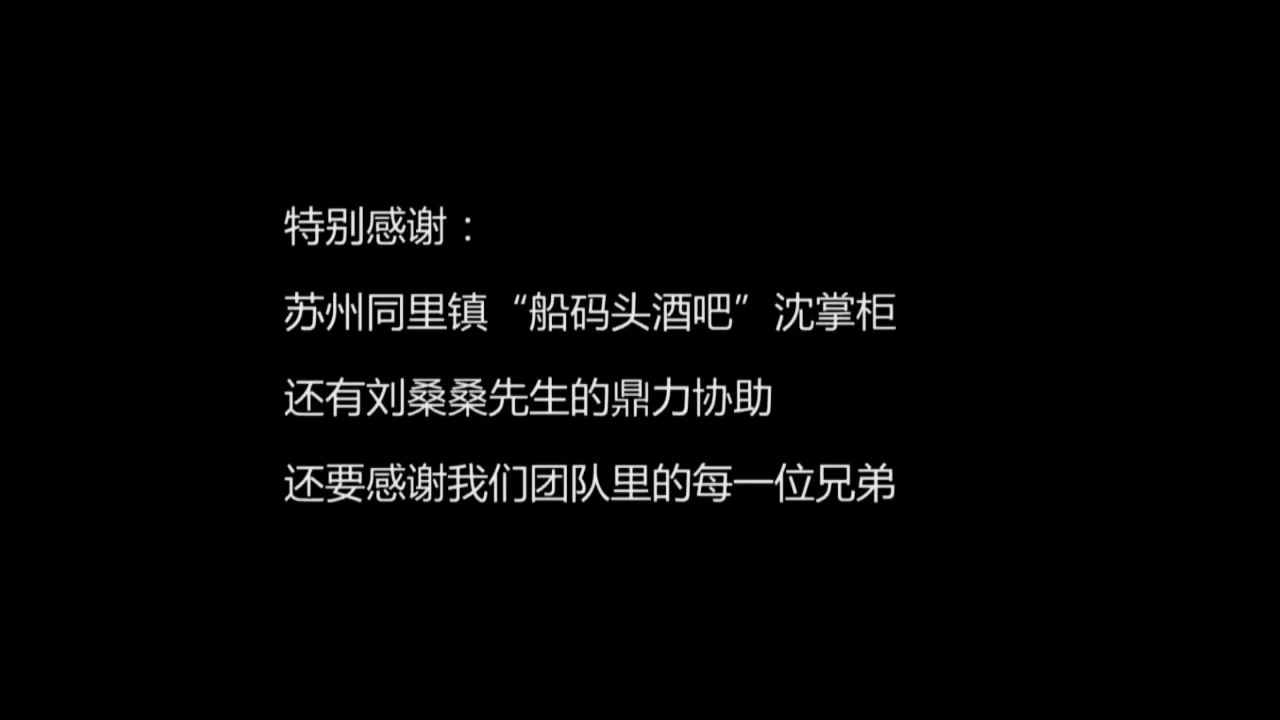 特别感谢：
苏州同里镇“船码头酒吧”沈掌柜
还有刘桑桑先生的鼎力协助
还要感谢我们团队里的每一位兄弟